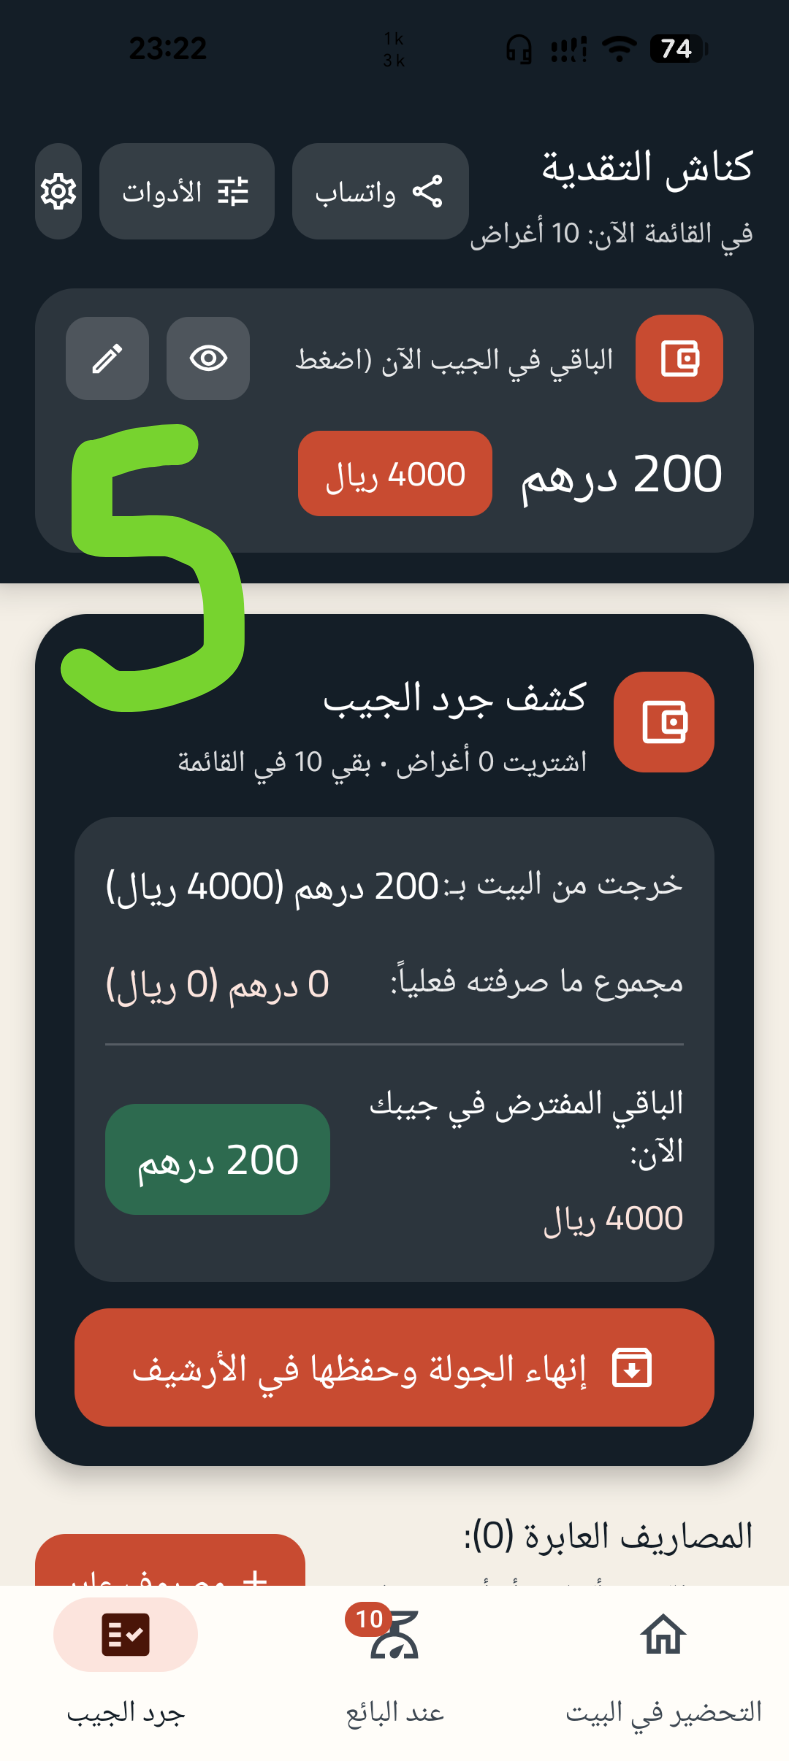 23:22
1k
3k
74
كناش التقدية
في القائمة الآن: 10 أغراض
واتساب
الأدوات
الباقي في الجيب الآن (اضغط
200 درهم
4000 ريال
5
كشف جرد الجيب
اشتريت 0 أغراض • بقي 10 في القائمة
خرجت من البيت بـ: 200 درهم (4000 ريال)
مجموع ما صرفته فعلياً: 0 درهم (0 ريال)
الباقي المفترض في جيبك
الآن:
200 درهم
4000 ريال
إنهاء الجولة وحفظها في الأرشيف
المصاريف العابرة (0):
التحضير في البيت
10
عند البائع
جرد الجيب